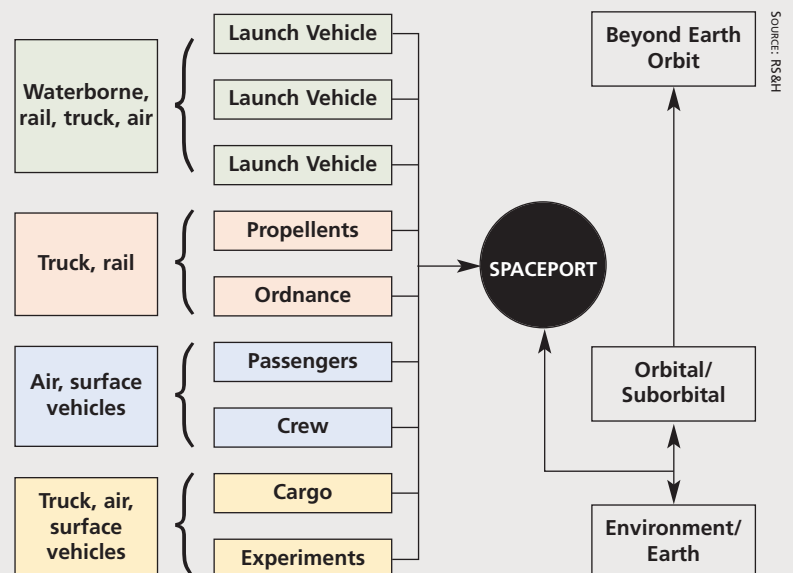 Waterborne,
rail, truck, air
Launch Vehicle
Launch Vehicle
Launch Vehicle
Truck, rail
Propellents
Ordnance
Air, surface
vehicles
Passengers
Crew
Truck, air,
surface
vehicles
Cargo
Experiments
SPACEPORT
Beyond Earth
Orbit
Orbital/
Suborbital
Environment/
Earth
SOURCE: RS&H